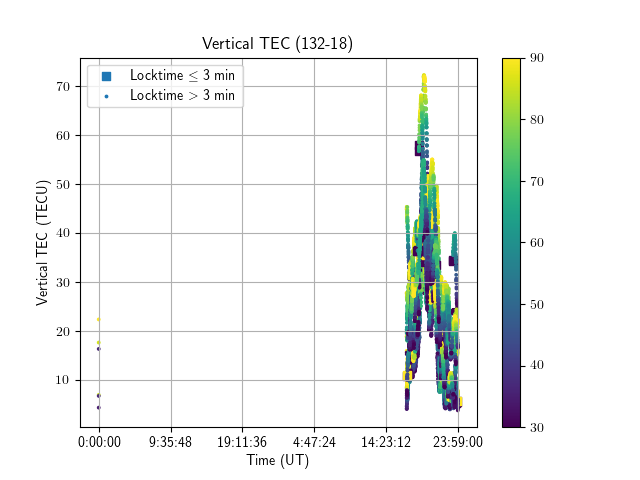 Vertical TEC (132-18)
Locktime ≤ 3 min
Locktime > 3 min
Vertical TEC (TECU)
70
60
50
40
30
20
10
0:00:00 9:35:48 19:11:36 4:47:24 14:23:12 23:59:00
Time (UT)
90
80
70
60
50
40
30